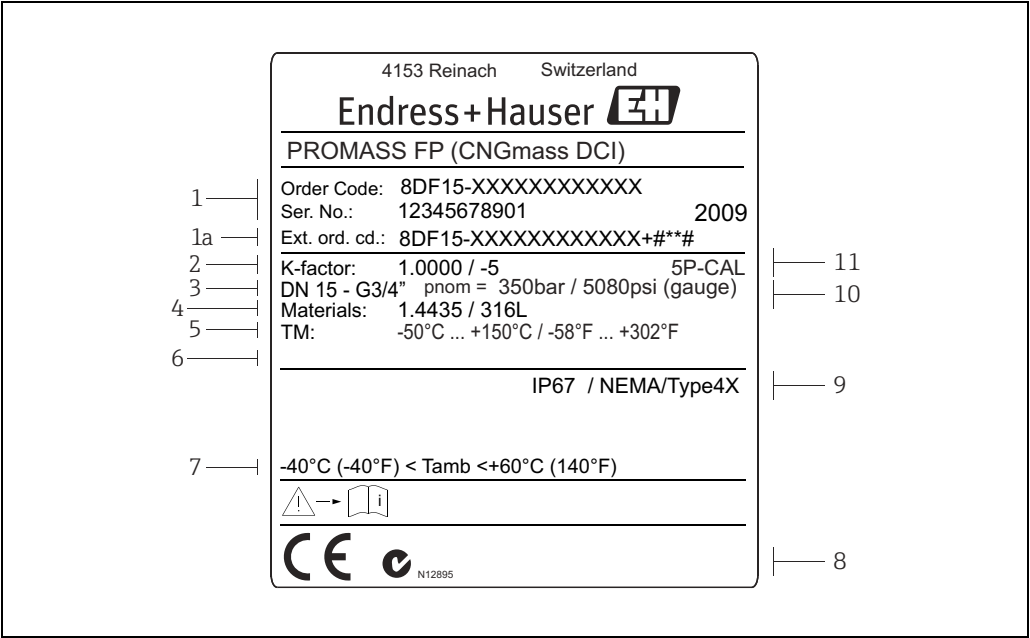 4153 Reinach Switzerland
Endress+Hauser EH
PROMASS FP (CNGmass DCI)
1 Order Code: 8DF15-XXXXXXXXXXXX
Ser. No.: 12345678901 2009
1a Ext. ord. cd.: 8DF15-XXXXXXXXXXXX+#**#
2 K-factor: 1.0000 / -5 5P-CAL 11
3 DN 15 - G3/4” pnom = 350bar / 5080psi (gauge) 10
4 Materials: 1.4435 / 316L
5 TM: -50°C ... +150°C / -58°F ... +302°F
6
IP67 / NEMA/Type4X 9
7 -40°C (-40°F) < Tamb <+60°C (140°F)
i
CE N12895 8